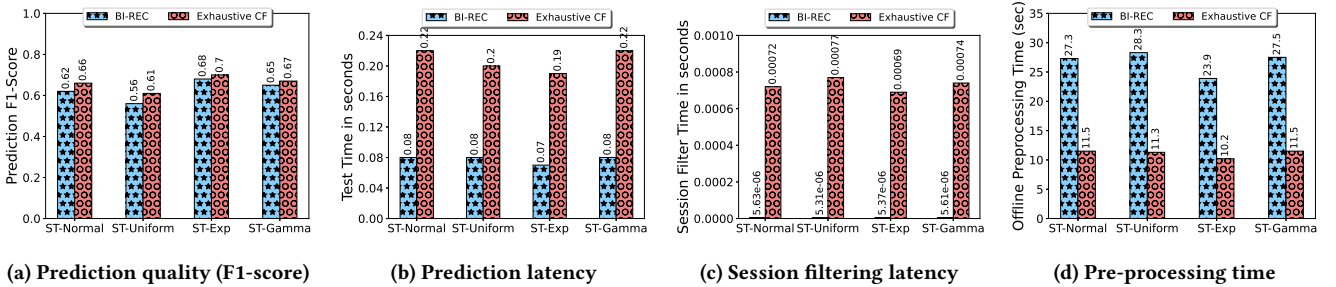 BI-REC Exhaustive CF
Prediction F1-Score
1.0
0.8
0.6
0.4
0.2
0.0
0.62 0.66 0.56 0.61 0.68 0.7 0.65 0.67
ST-Normal ST-Uniform ST-Exp ST-Gamma
(a) Prediction quality (F1-score)
BI-REC Exhaustive CF
Test Time in seconds
0.24
0.20
0.16
0.12
0.08
0.04
0.00
0.08 0.22 0.08 0.2 0.07 0.19 0.08 0.22
ST-Normal ST-Uniform ST-Exp ST-Gamma
(b) Prediction latency
BI-REC Exhaustive CF
Session Filter Time in seconds
0.0010
0.0008
0.0006
0.0004
0.0002
0.0000
5.63e-06 0.00072 5.31e-06 0.00077 5.37e-06 0.00069 5.61e-06 0.00074
ST-Normal ST-Uniform ST-Exp ST-Gamma
(c) Session filtering latency
BI-REC Exhaustive CF
Offline Preprocessing Time (sec)
35
30
25
20
15
10
5
0
27.3 11.5 28.3 11.3 23.9 10.2 27.5 11.5
ST-Normal ST-Uniform ST-Exp ST-Gamma
(d) Pre-processing time